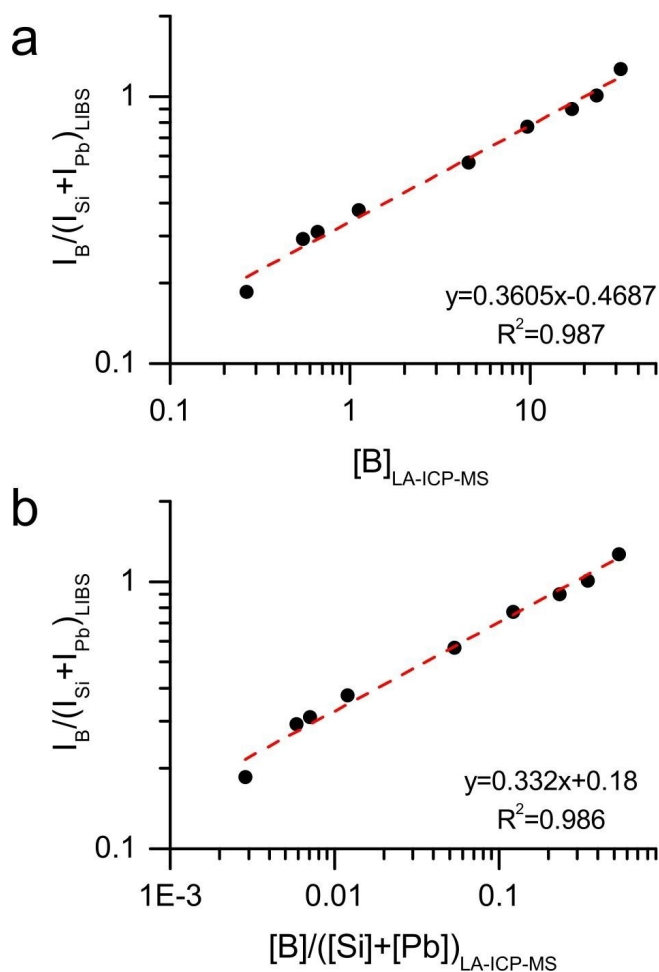 a
I_B/(I_Si+I_Pb)_LIBS
1
0.1
y=0.3605x-0.4687
R²=0.987
0.1
1
10
[B]_LA-ICP-MS
b
I_B/(I_Si+I_Pb)_LIBS
1
0.1
y=0.332x+0.18
R²=0.986
1E-3
0.01
0.1
[B]/([Si]+[Pb])_LA-ICP-MS